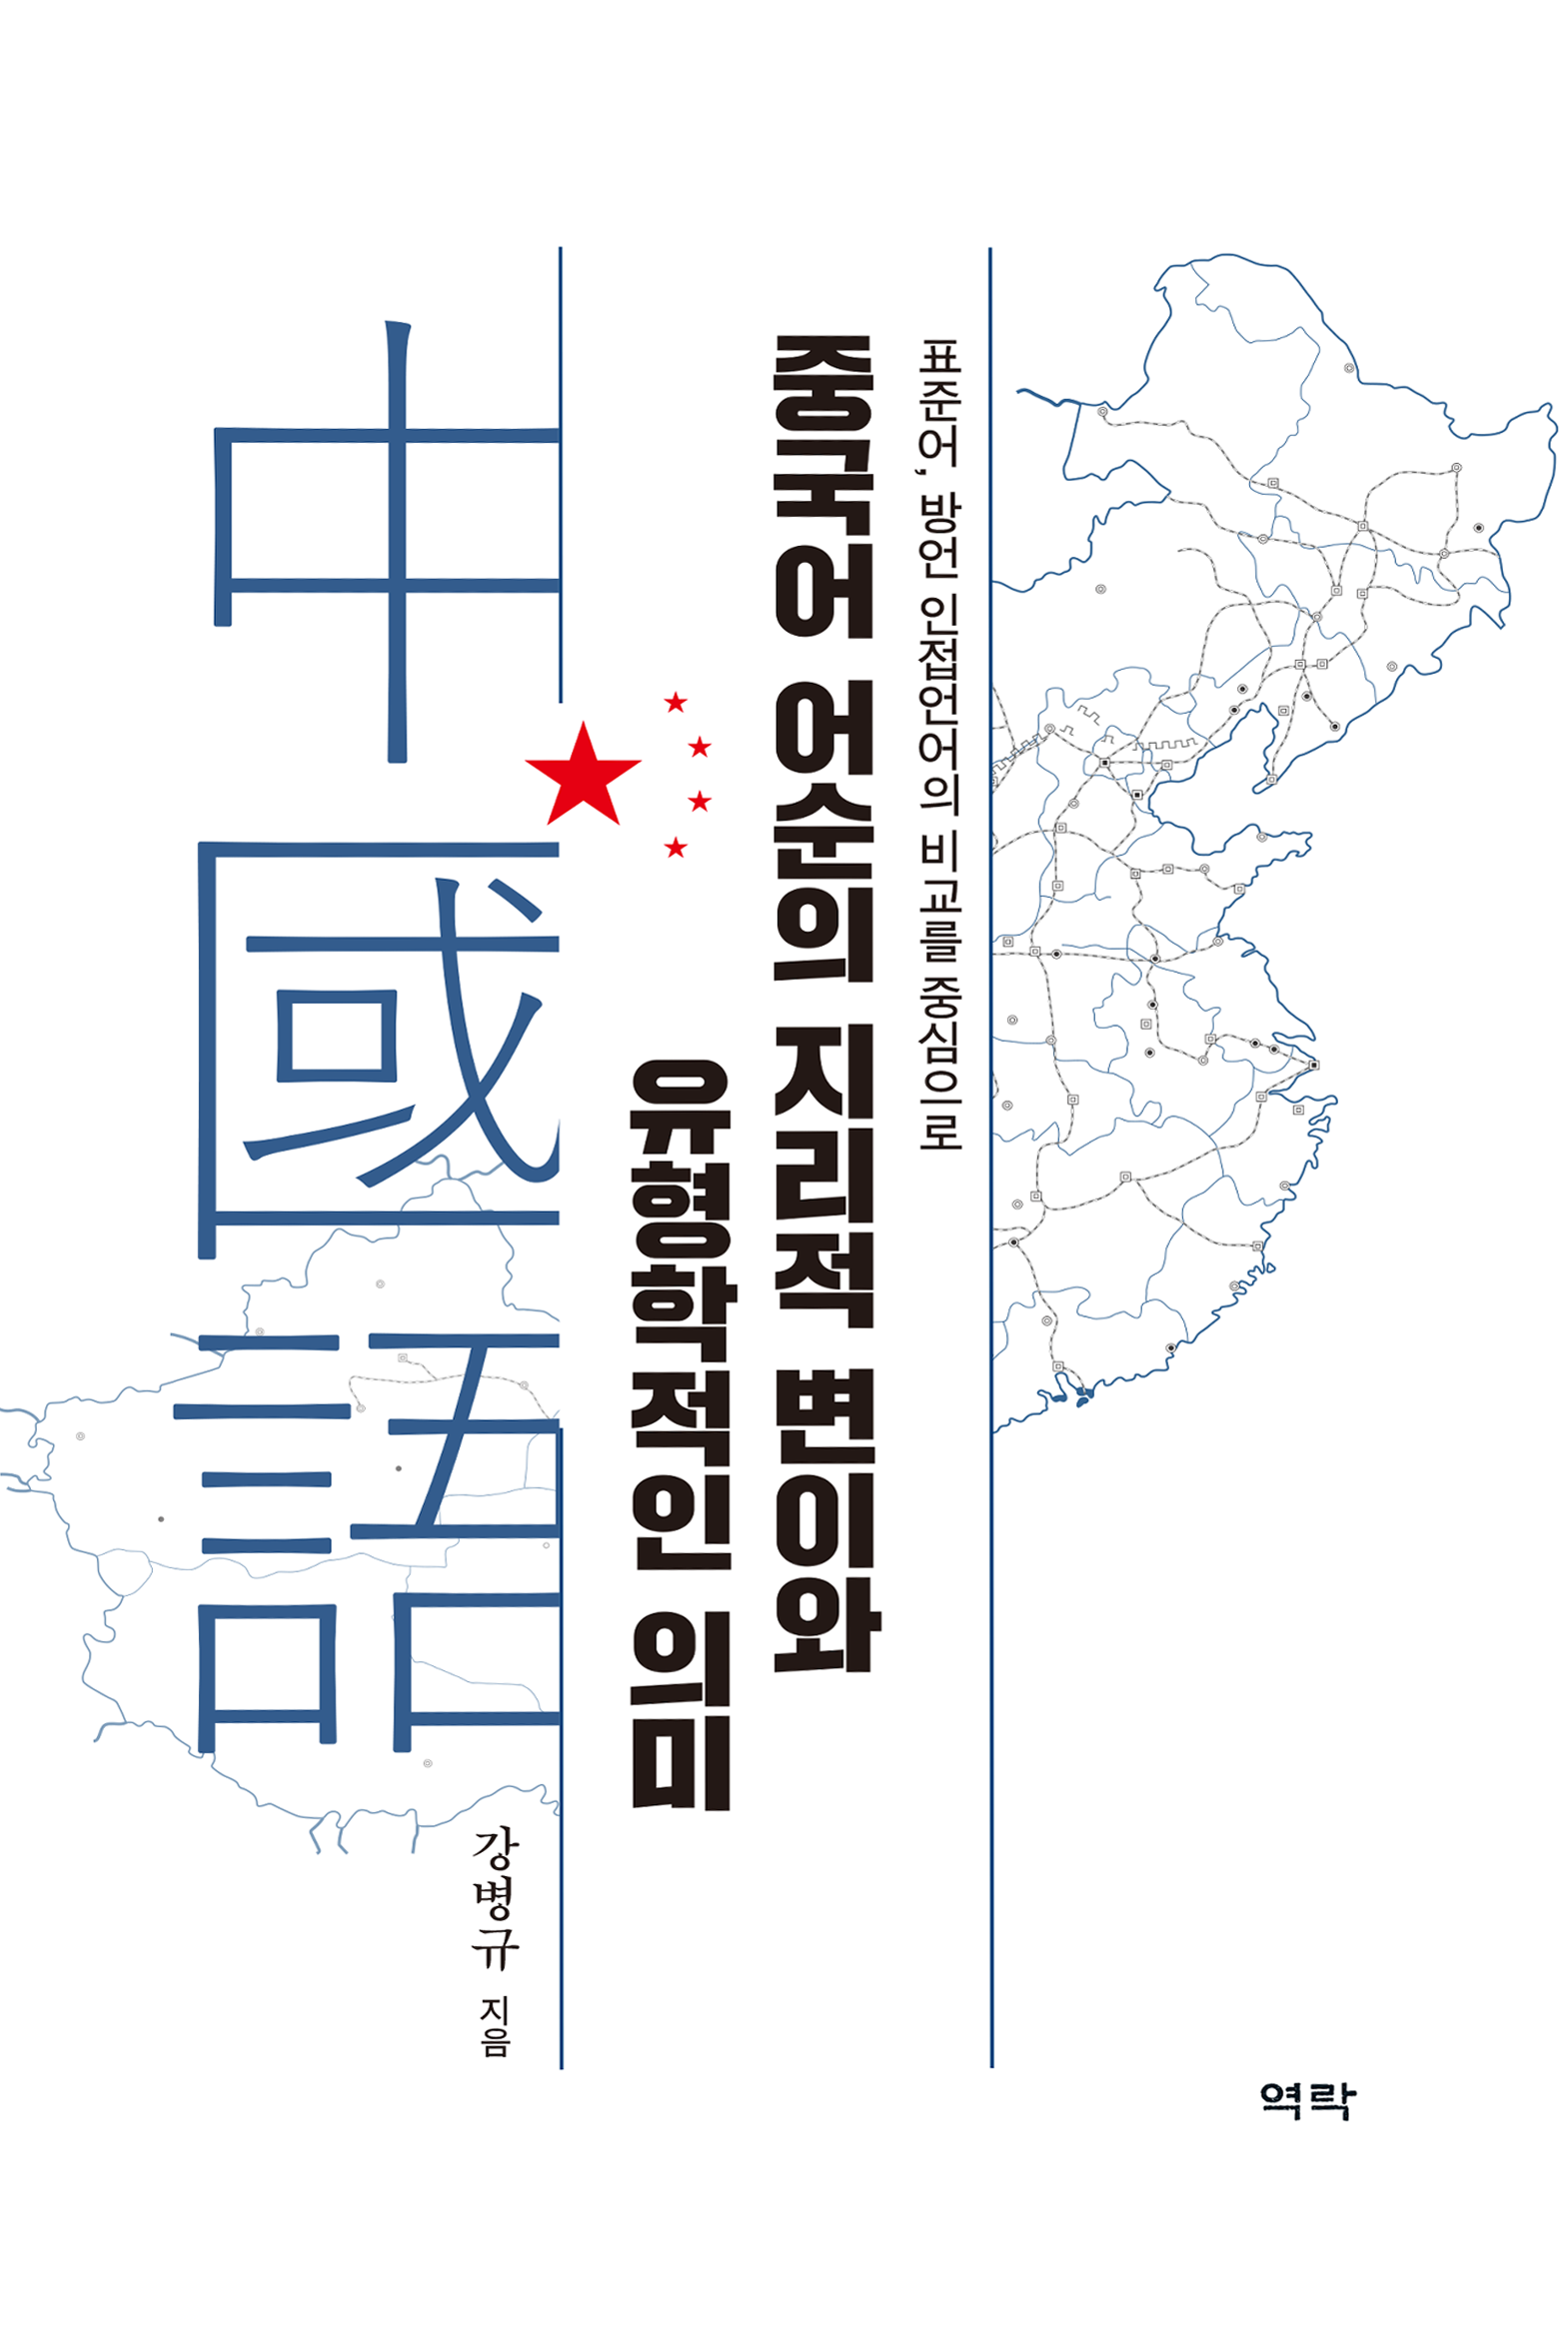 표준어, 방언 인접언어의 비교를 중심으로
중국어 어순의 지리적 변이와
유형학적인 의미
中國語
강병규 지음
역락